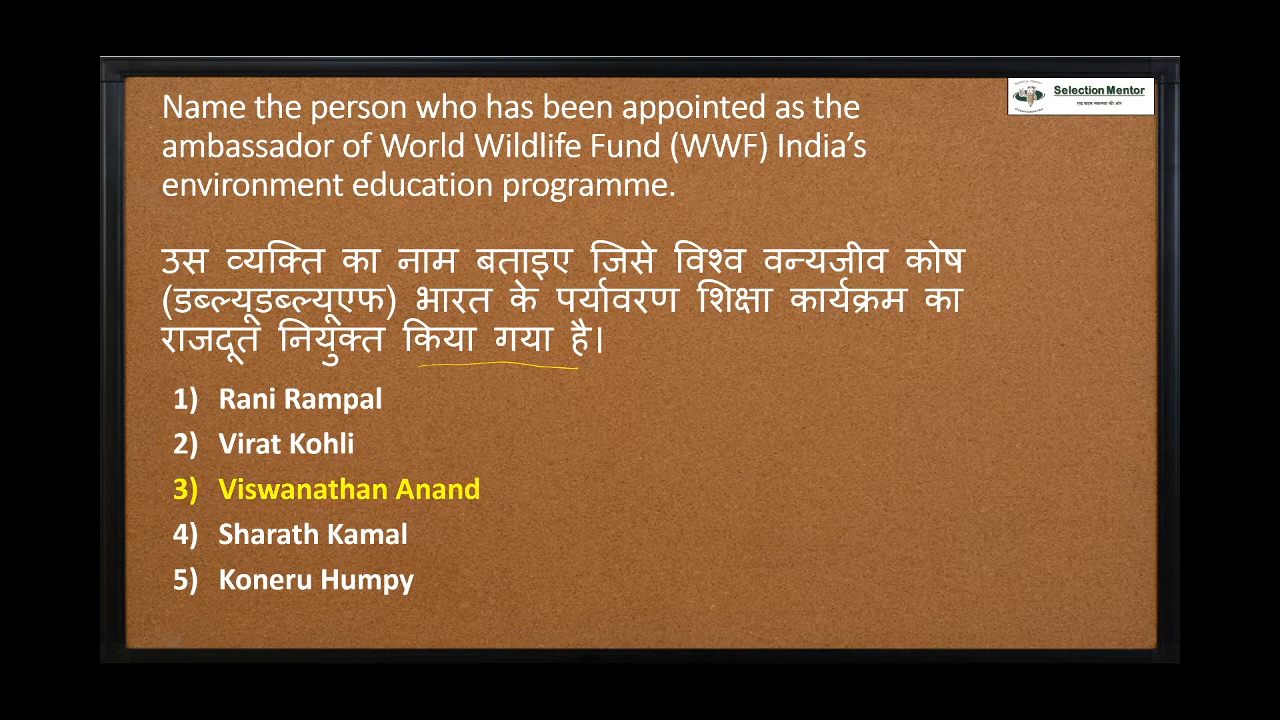 Selection Mentor
Name the person who has been appointed as the
ambassador of World Wildlife Fund (WWF) India’s
environment education programme.
उस व्यक्ति का नाम बताइए जिसे विश्व वन्यजीव कोष
(डब्ल्यूडब्ल्यूएफ) भारत के पर्यावरण शिक्षा कार्यक्रम का
राजदूत नियुक्त किया गया है।
1) Rani Rampal
2) Virat Kohli
3) Viswanathan Anand
4) Sharath Kamal
5) Koneru Humpy